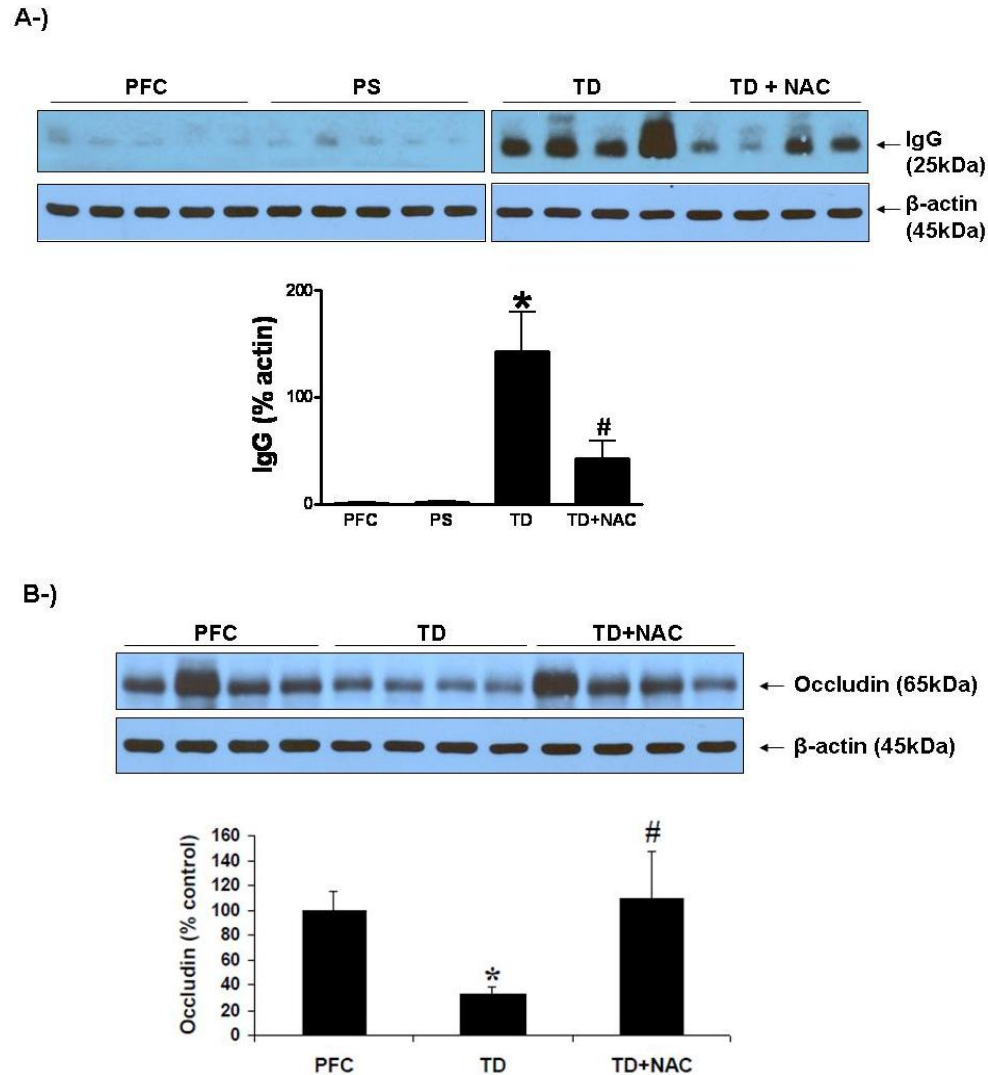 A-)
PFC PS TD TD + NAC
IgG
(25kDa)
β-actin
(45kDa)
200
100
0
IgG (% actin)
*
#
PFC PS TD TD+NAC
B-)
PFC TD TD+NAC
Occludin (65kDa)
β-actin (45kDa)
160
140
120
100
80
60
40
20
0
Occludin (% control)
*
#
PFC TD TD+NAC